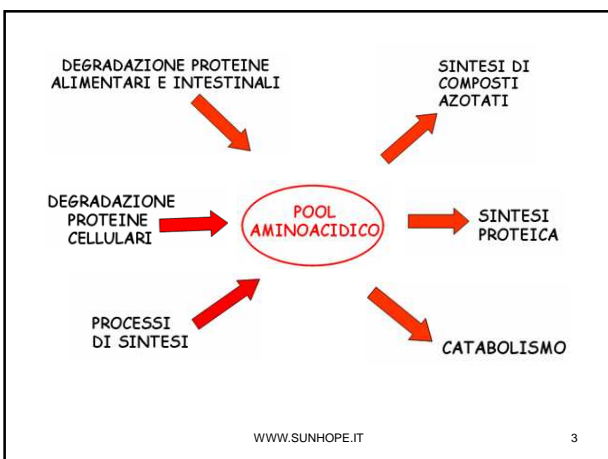 DEGRADAZIONE PROTEINE
ALIMENTARI E INTESTINALI
SINTESI DI
COMPOSTI
AZOTATI
DEGRADAZIONE
PROTEINE
CELLULARI
POOL
AMINOACIDICO
SINTESI
PROTEICA
PROCESSI
DI SINTESI
CATABOLISMO
WWW.SUNHOPE.IT
3